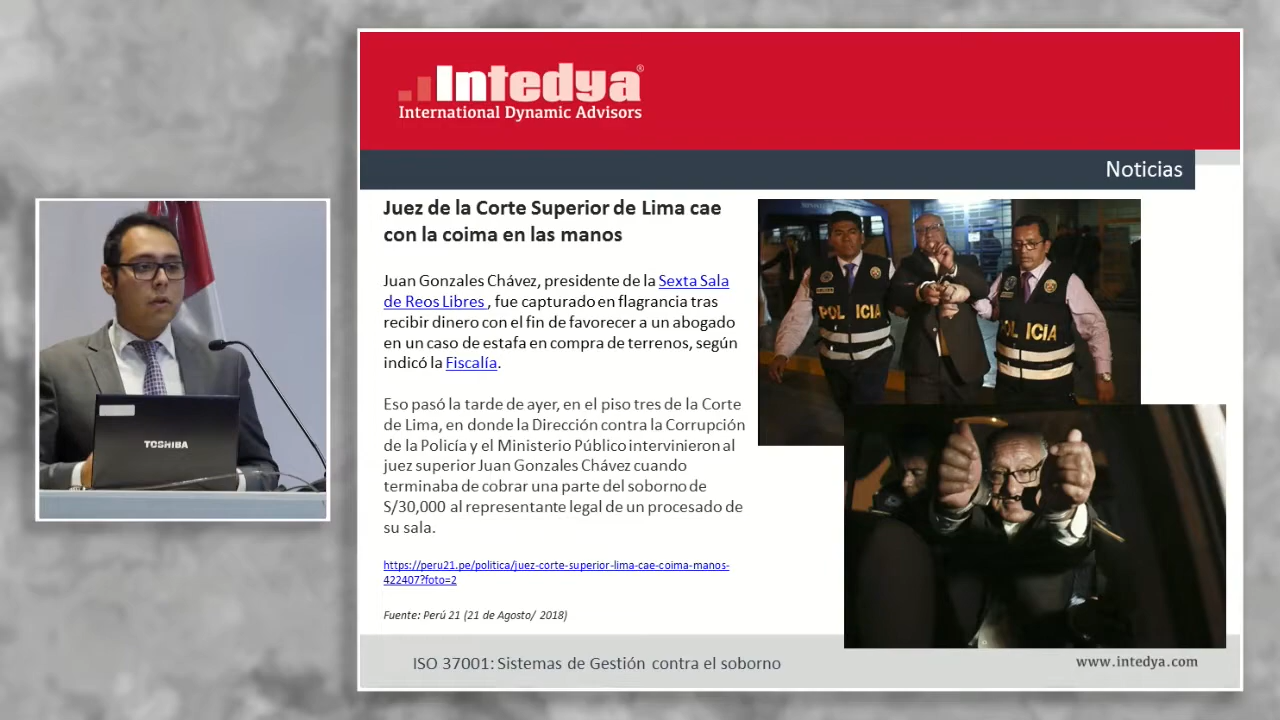 Intedya®
International Dynamic Advisors
Noticias
Juez de la Corte Superior de Lima cae
con la coima en las manos
Juan Gonzales Chávez, presidente de la Sexta Sala
de Reos Libres , fue capturado en flagrancia tras
recibir dinero con el fin de favorecer a un abogado
en un caso de estafa en compra de terrenos, según
indicó la Fiscalía.
Eso pasó la tarde de ayer, en el piso tres de la Corte
de Lima, en donde la Dirección contra la Corrupción
de la Policía y el Ministerio Público intervinieron al
juez superior Juan Gonzales Chávez cuando
terminaba de cobrar una parte del soborno de
S/30,000 al representante legal de un procesado de
su sala.
https://peru21.pe/politica/juez-corte-superior-lima-cae-coima-manos-
422407?foto=2
Fuente: Perú 21 (21 de Agosto/ 2018)
POLICIA
POLICIA
TOSHIBA
ISO 37001: Sistemas de Gestión contra el soborno
www.intedya.com